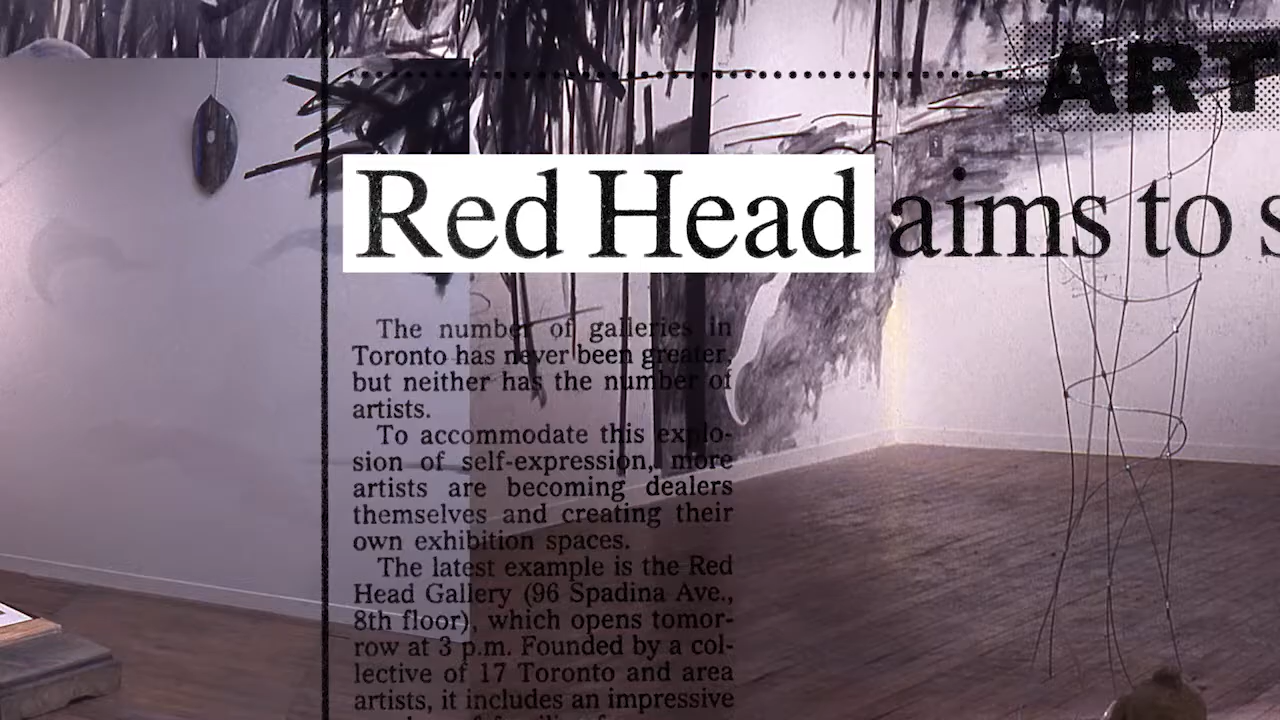 ART
Red Head aims to s
The number of galleries in
Toronto has never been greater,
but neither has the number of
artists.
To accommodate this explo-
sion of self-expression, more
artists are becoming dealers
themselves and creating their
own exhibition spaces.
The latest example is the Red
Head Gallery (96 Spadina Ave.,
8th floor), which opens tomor-
row at 3 p.m. Founded by a col-
lective of 17 Toronto and area
artists, it includes an impressive